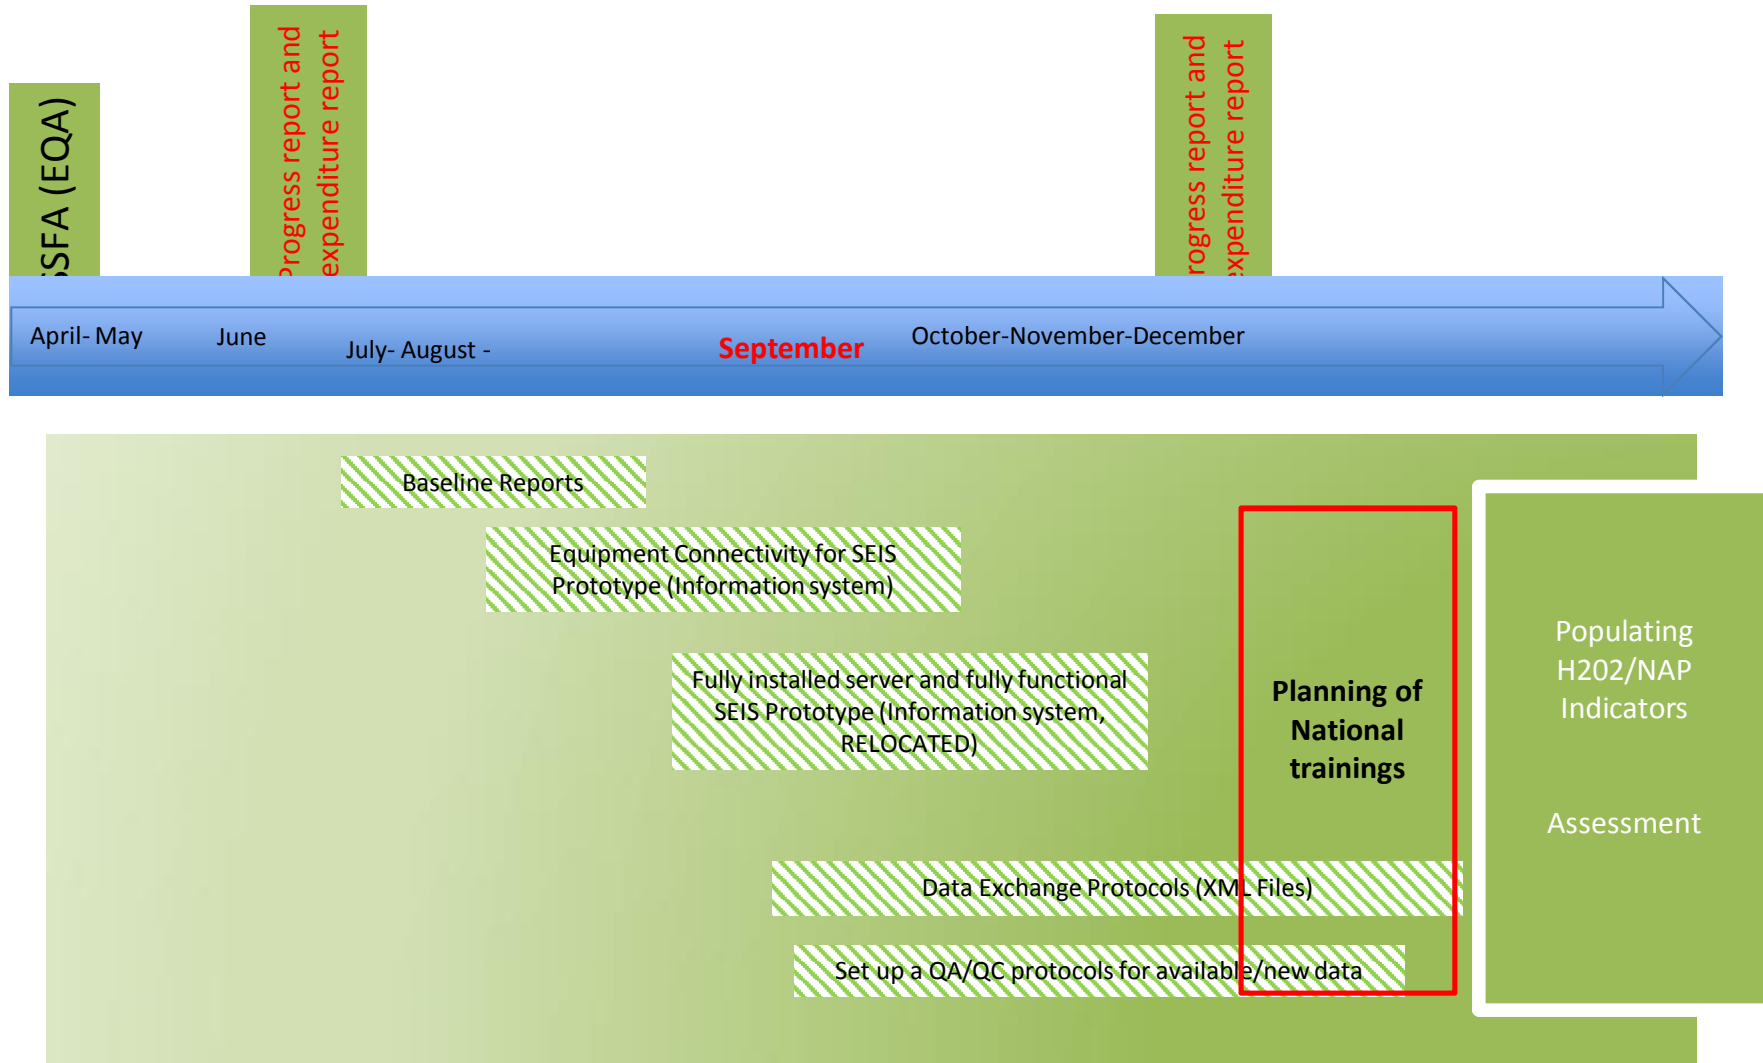 SSFA (EQA)
Progress report and
expenditure report
rogress report and
expenditure report
April- May
June
July- August -
September
October-November-December
Baseline Reports
Equipment Connectivity for SEIS
Prototype (Information system)
Fully installed server and fully functional
SEIS Prototype (Information system,
RELOCATED)
Planning of
National
trainings
Data Exchange Protocols (XML Files)
Set up a QA/QC protocols for available/new data
Populating
H202/NAP
Indicators
Assessment